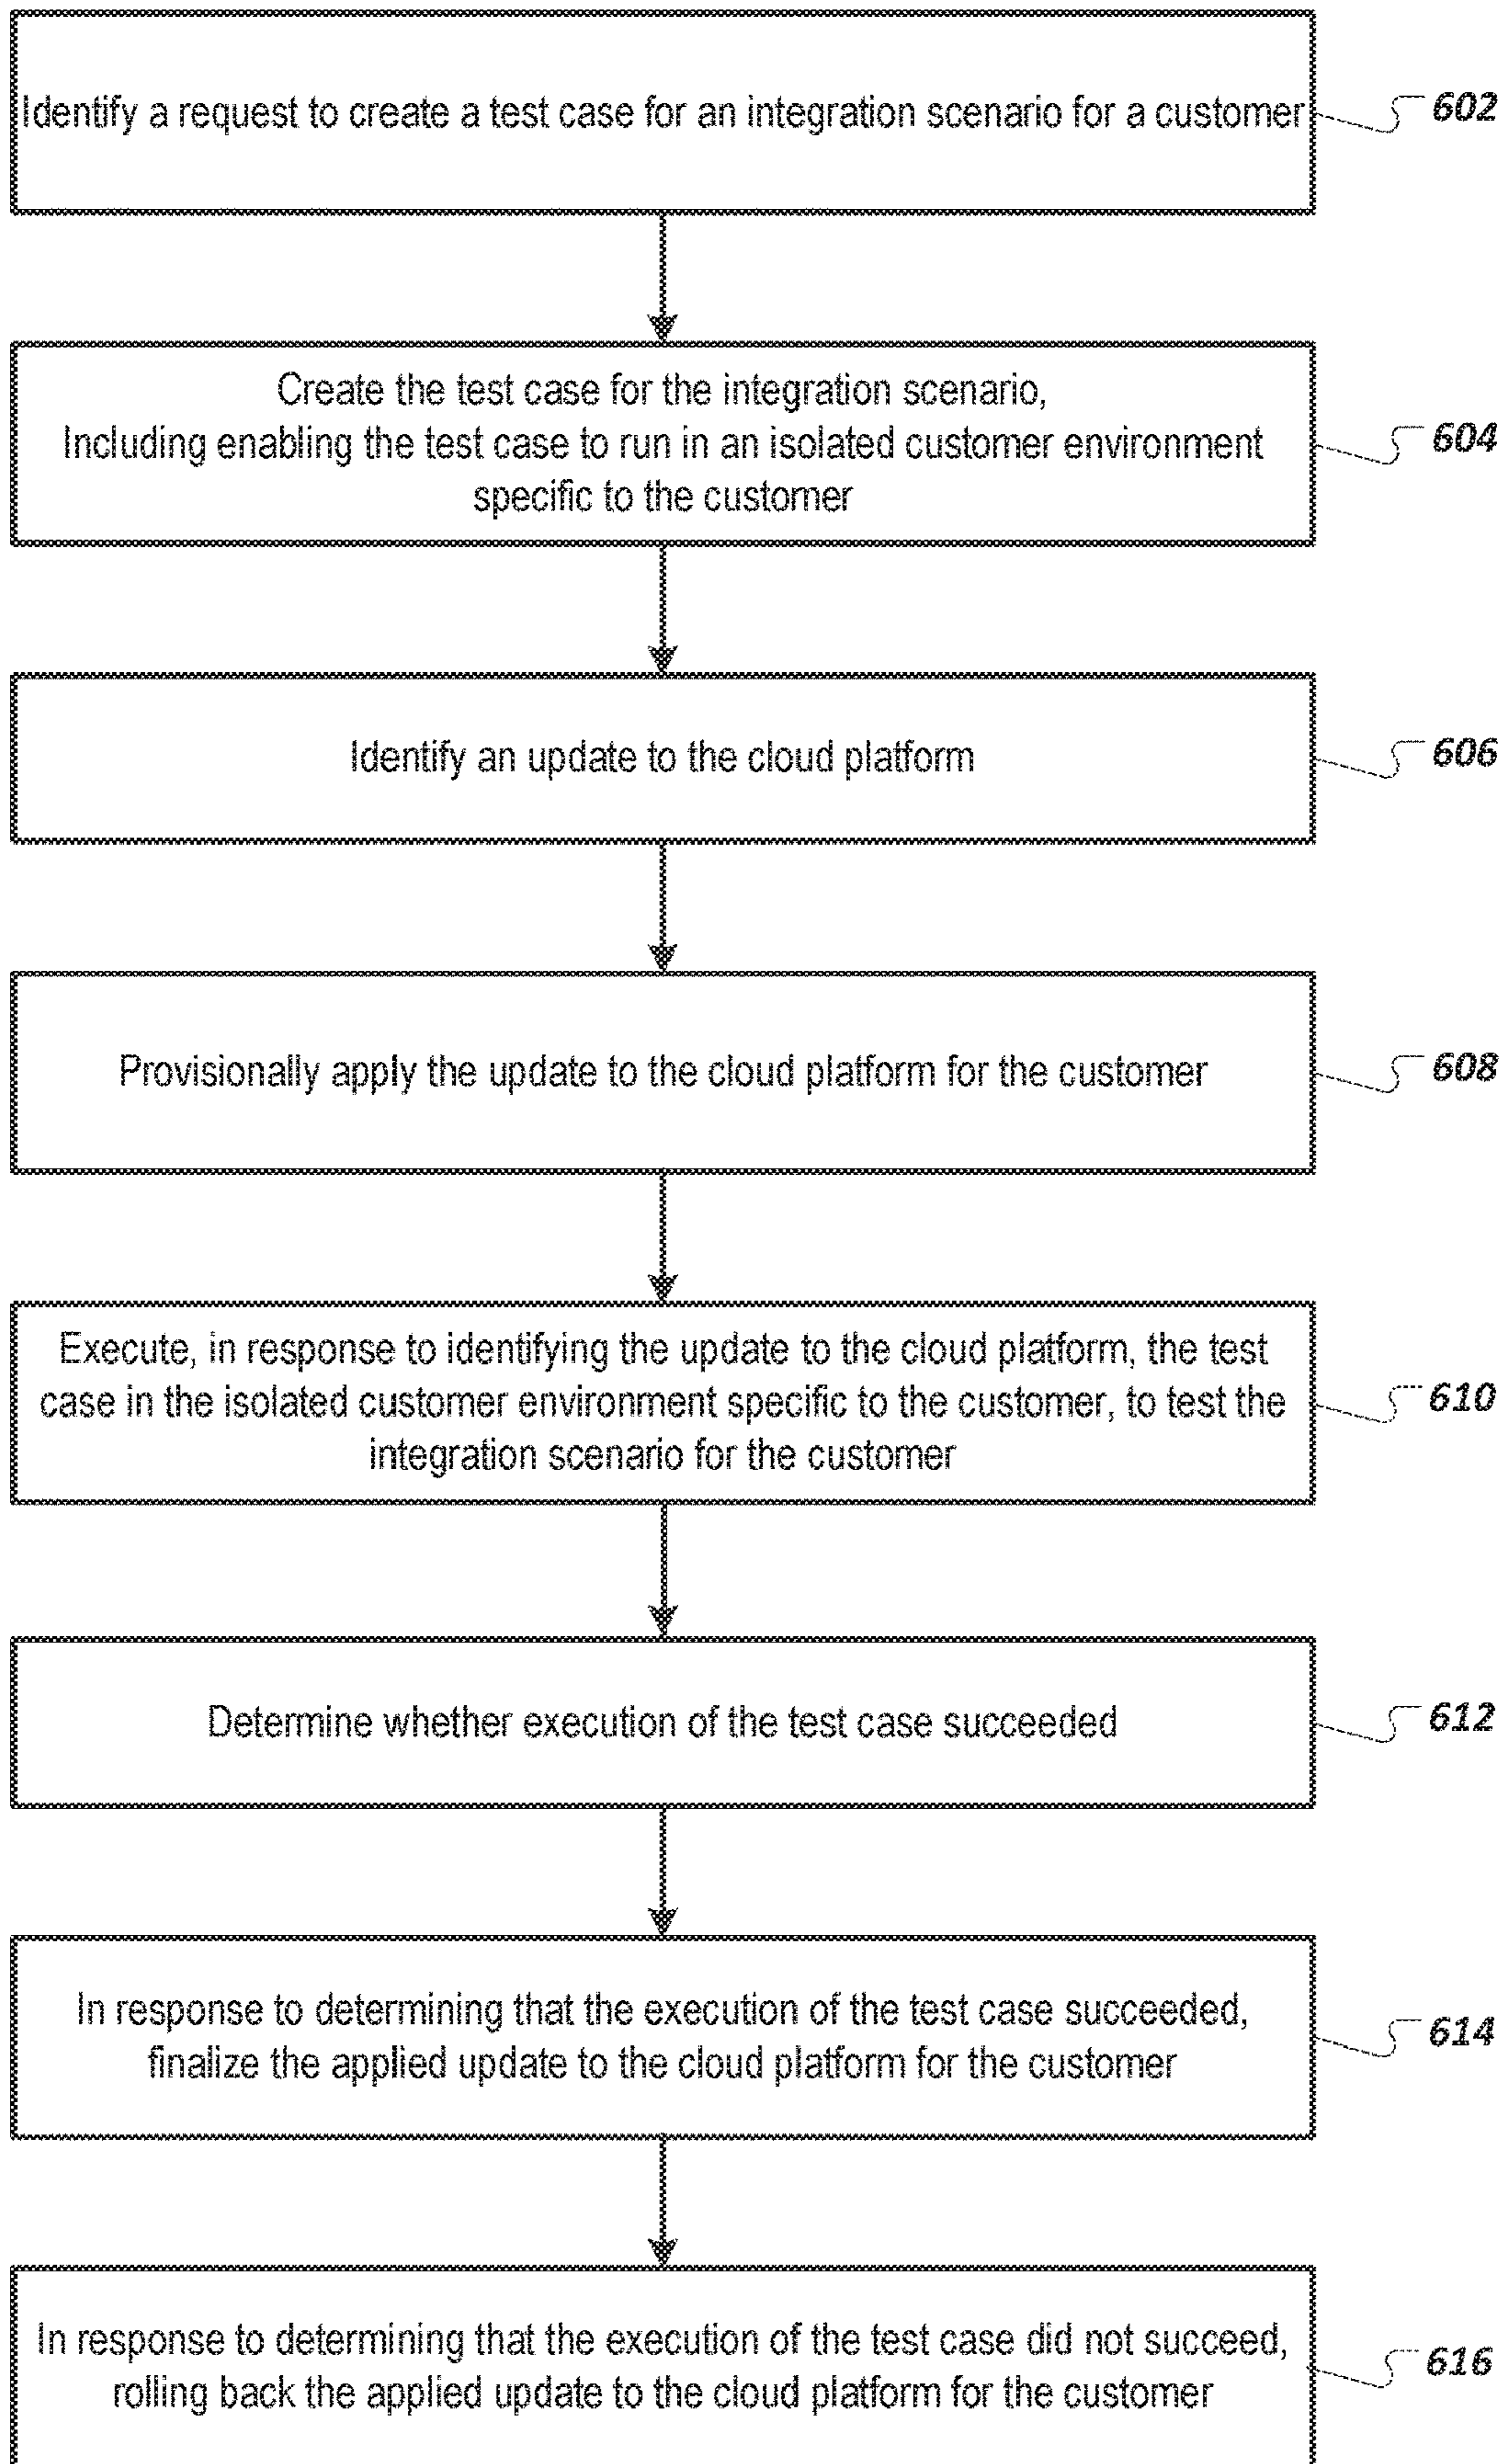 Identify a request to create a test case for an integration scenario for a customer
602
Create the test case for the integration scenario,
Including enabling the test case to run in an isolated customer environment
specific to the customer
604
Identify an update to the cloud platform
606
Provisionally apply the update to the cloud platform for the customer
608
Execute, in response to identifying the update to the cloud platform, the test
case in the isolated customer environment specific to the customer, to test the
integration scenario for the customer
610
Determine whether execution of the test case succeeded
612
In response to determining that the execution of the test case succeeded,
finalize the applied update to the cloud platform for the customer
614
In response to determining that the execution of the test case did not succeed,
rolling back the applied update to the cloud platform for the customer
616